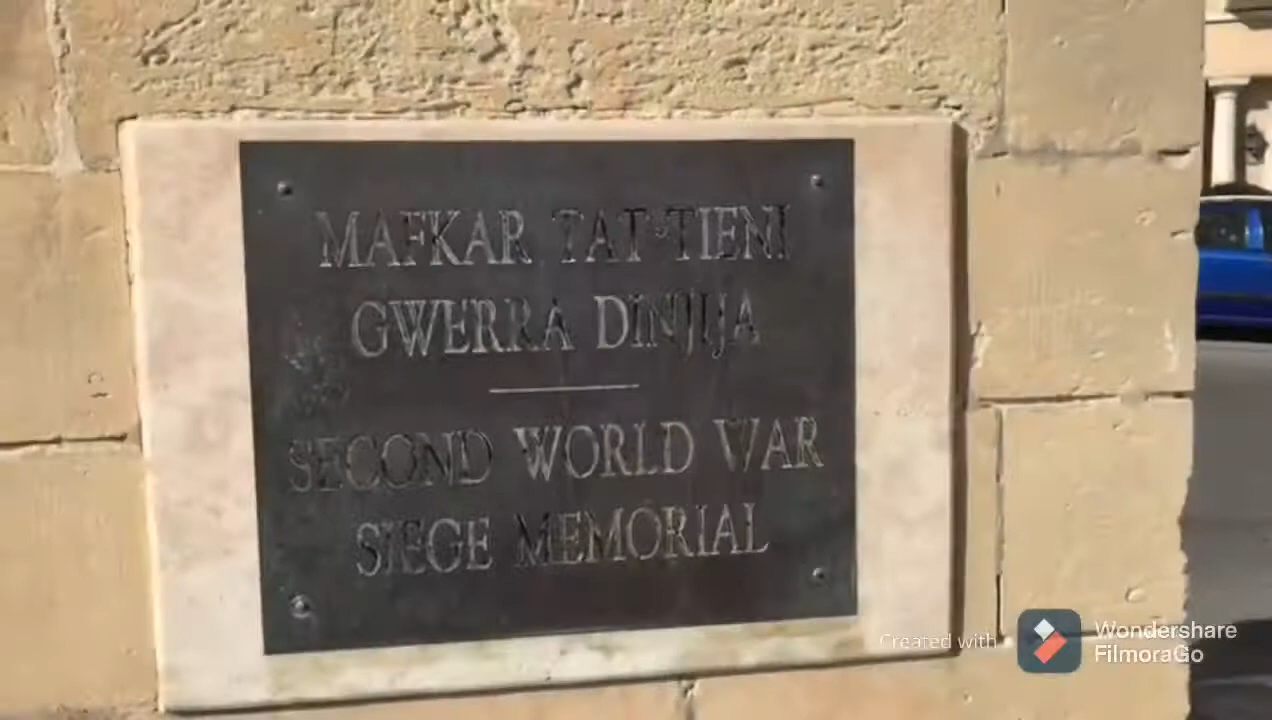 MAFKAR TAT-TIENI
GWERRA DINJIJA
SECOND WORLD WAR
SIEGE MEMORIAL
Created with
Wondershare
FilmoraGo